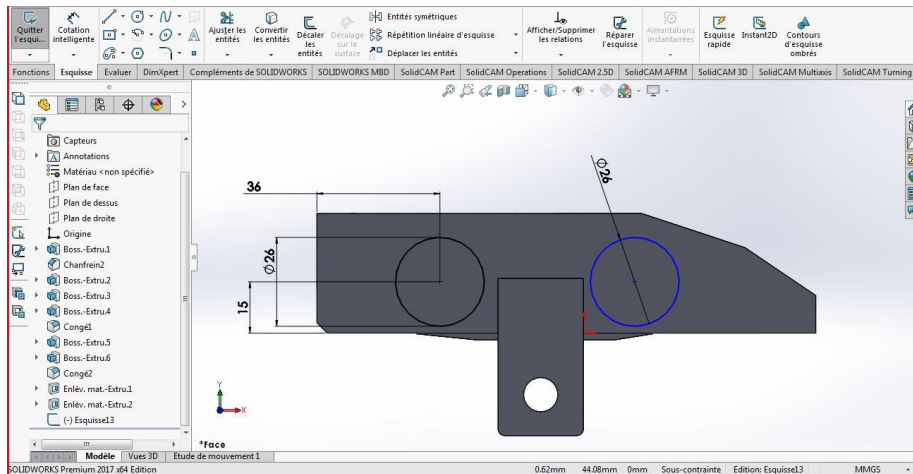 Quitter l'esqui...
Cotation intelligente
Ajuster les entités
Convertir les entités
Décaler les entités
Décalage sur la surface
Entités symétriques
Répétition linéaire d'esquisse
Déplacer les entités
Afficher/Supprimer les relations
Réparer l'esquisse
Aimantations instantanées
Esquisse rapide
Instant2D
Contours d'esquisse ombrés
Fonctions Esquisse Evaluer DimXpert Compléments de SOLIDWORKS SOLIDWORKS MBD SolidCAM Part SolidCAM Operations SolidCAM 2.5D SolidCAM AFRM SolidCAM 3D SolidCAM Multiaxis SolidCAM Turning
Capteurs
Annotations
Matériau <non spécifié>
Plan de face
Plan de dessus
Plan de droite
Origine
Boss.-Extru.1
Chanfrein2
Boss.-Extru.2
Boss.-Extru.3
Boss.-Extru.4
Congé1
Boss.-Extru.5
Boss.-Extru.6
Congé2
Enlèv. mat.-Extru.1
Enlèv. mat.-Extru.2
(-) Esquisse13
36
∅26
15
∅26
Y
X
*Face
Modèle Vues 3D Etude de mouvement 1
SOLIDWORKS Premium 2017 x64 Edition 0.62mm 44.08mm 0mm Sous-contrainte Edition: Esquisse13 MMGS